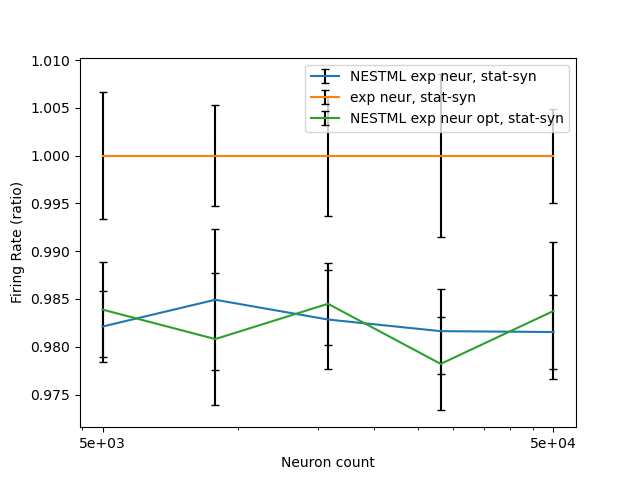 1.010
1.005
1.000
0.995
0.990
0.985
0.980
0.975
Firing Rate (ratio)
NESTML exp neur, stat-syn
exp neur, stat-syn
NESTML exp neur opt, stat-syn
5e+03
5e+04
Neuron count